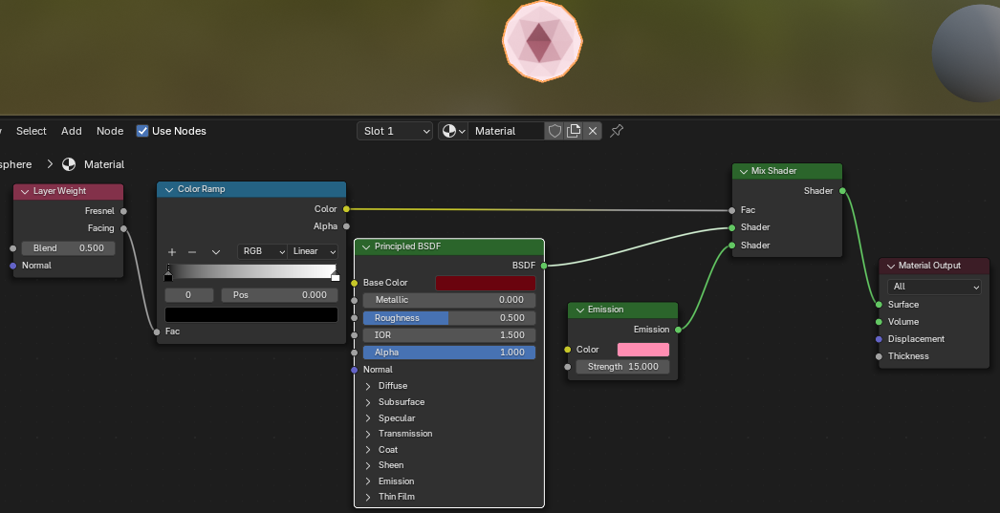 Select Add Node Use Nodes Slot 1 Material
sphere > Material
Layer Weight
Fresnel
Facing
Blend 0.500
Normal
Color Ramp
Color
Alpha
RGB Linear
0 Pos 0.000
Fac
Principled BSDF
BSDF
Base Color
Metallic 0.000
Roughness 0.500
IOR 1.500
Alpha 1.000
Normal
Diffuse
Subsurface
Specular
Transmission
Coat
Sheen
Emission
Thin Film
Emission
Emission
Color
Strength 15.000
Mix Shader
Shader
Fac
Shader
Shader
Material Output
All
Surface
Volume
Displacement
Thickness